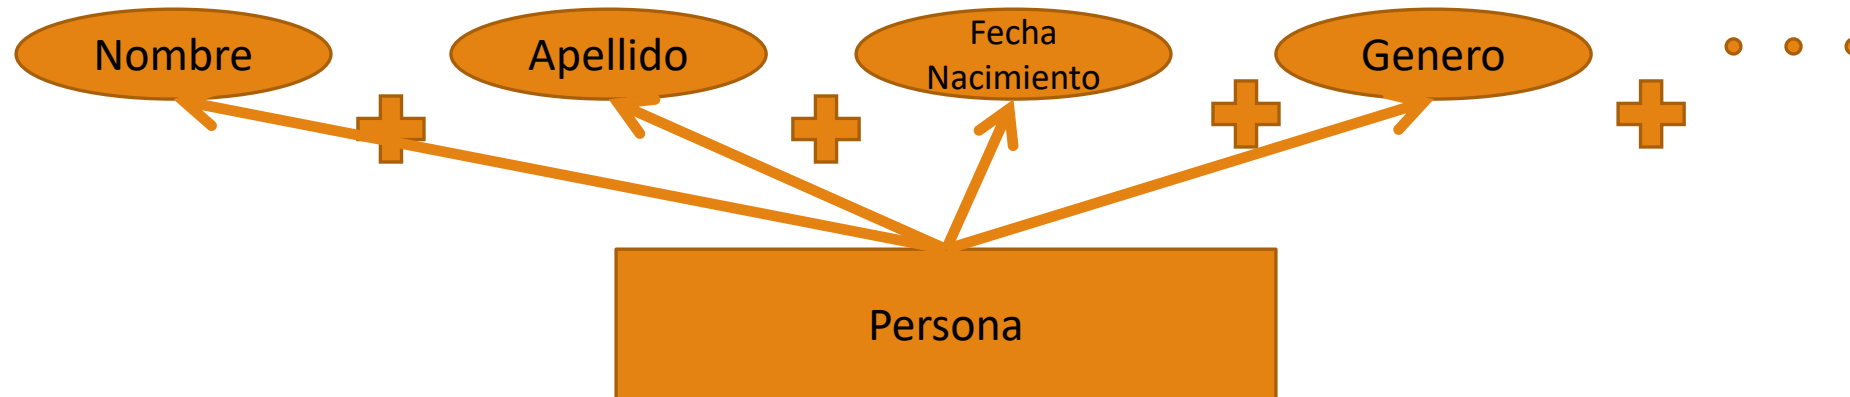 Nombre
Apellido
Fecha
Nacimiento
Genero
Persona